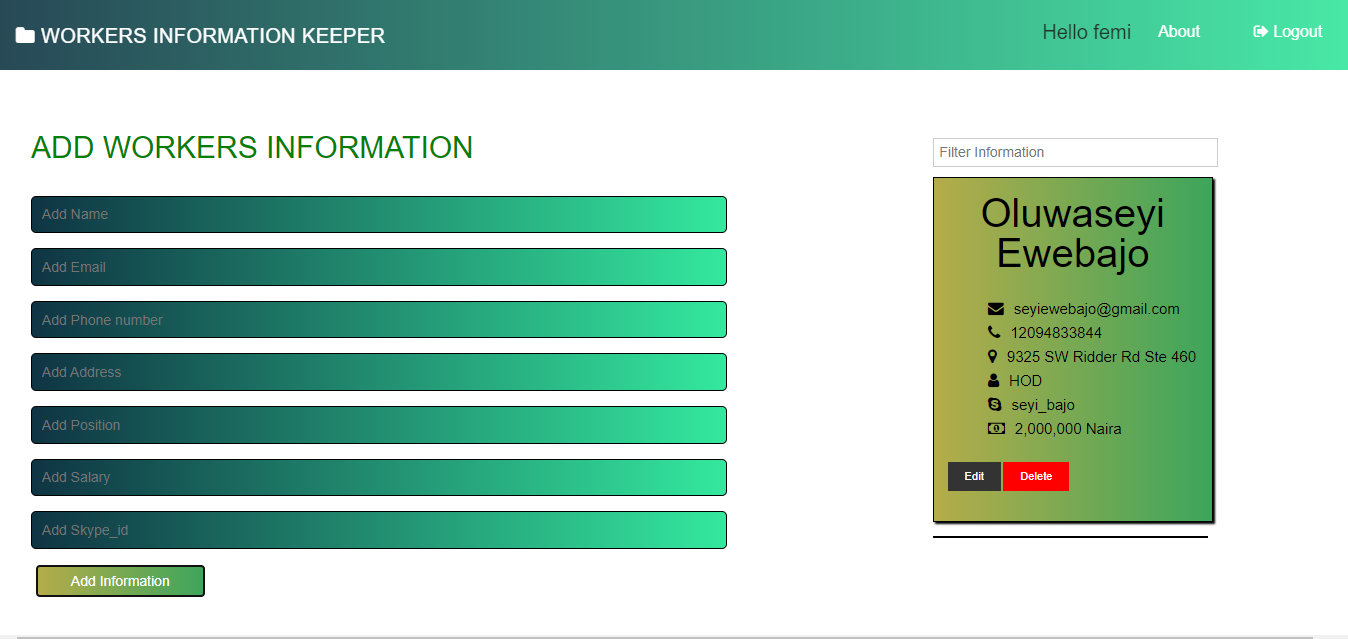 WORKERS INFORMATION KEEPER
Hello femi
About
Logout
ADD WORKERS INFORMATION
Add Name
Add Email
Add Phone number
Add Address
Add Position
Add Salary
Add Skype_id
Add Information
Filter Information
Oluwaseyi
Ewebajo
seyiewebajo@gmail.com
12094833844
9325 SW Ridder Rd Ste 460
HOD
seyi_bajo
2,000,000 Naira
Edit
Delete